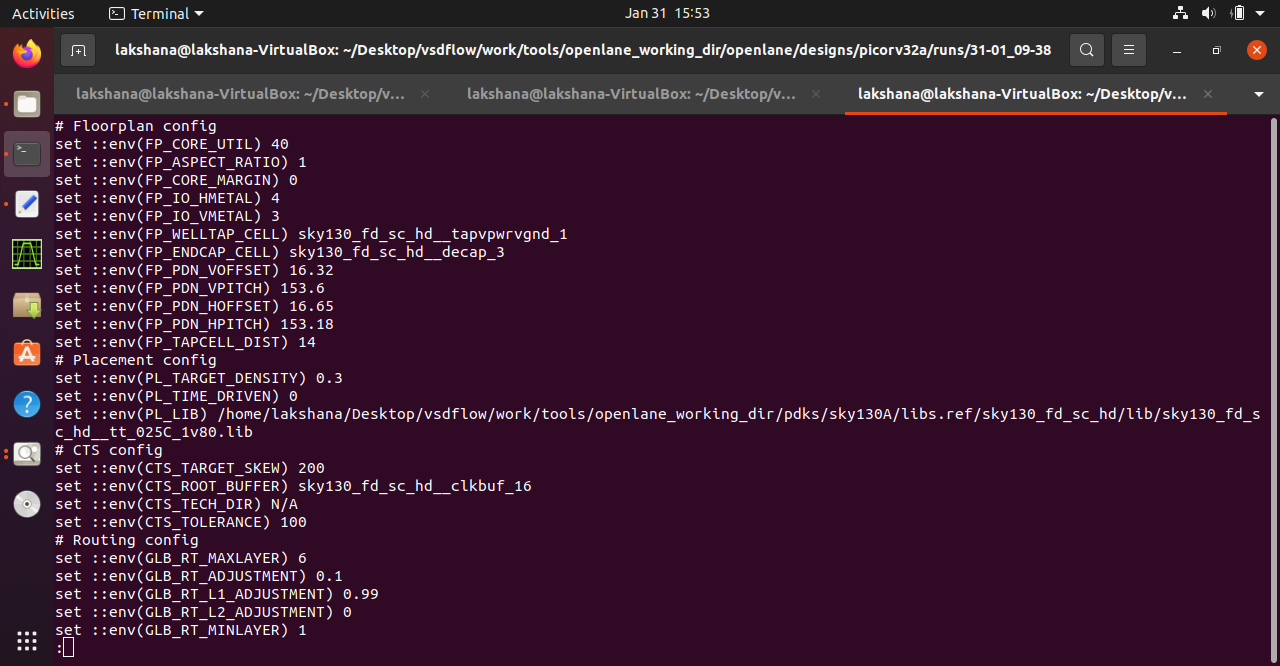 Activities
Terminal
Jan 31 15:53
lakshana@lakshana-VirtualBox: ~/Desktop/vsdflow/work/tools/openlane_working_dir/openlane/designs/picorv32a/runs/31-01_09-38
lakshana@lakshana-VirtualBox: ~/Desktop/v...
lakshana@lakshana-VirtualBox: ~/Desktop/v...
lakshana@lakshana-VirtualBox: ~/Desktop/v...
# Floorplan config
set ::env(FP_CORE_UTIL) 40
set ::env(FP_ASPECT_RATIO) 1
set ::env(FP_CORE_MARGIN) 0
set ::env(FP_IO_HMETAL) 4
set ::env(FP_IO_VMETAL) 3
set ::env(FP_WELLTAP_CELL) sky130_fd_sc_hd__tapvpwrvgnd_1
set ::env(FP_ENDCAP_CELL) sky130_fd_sc_hd__decap_3
set ::env(FP_PDN_VOFFSET) 16.32
set ::env(FP_PDN_VPITCH) 153.6
set ::env(FP_PDN_HOFFSET) 16.65
set ::env(FP_PDN_HPITCH) 153.18
set ::env(FP_TAPCELL_DIST) 14
# Placement config
set ::env(PL_TARGET_DENSITY) 0.3
set ::env(PL_TIME_DRIVEN) 0
set ::env(PL_LIB) /home/lakshana/Desktop/vsdflow/work/tools/openlane_working_dir/pdks/sky130A/libs.ref/sky130_fd_sc_hd/lib/sky130_fd_s
c_hd__tt_025C_1v80.lib
# CTS config
set ::env(CTS_TARGET_SKEW) 200
set ::env(CTS_ROOT_BUFFER) sky130_fd_sc_hd__clkbuf_16
set ::env(CTS_TECH_DIR) N/A
set ::env(CTS_TOLERANCE) 100
# Routing config
set ::env(GLB_RT_MAXLAYER) 6
set ::env(GLB_RT_ADJUSTMENT) 0.1
set ::env(GLB_RT_L1_ADJUSTMENT) 0.99
set ::env(GLB_RT_L2_ADJUSTMENT) 0
set ::env(GLB_RT_MINLAYER) 1
: